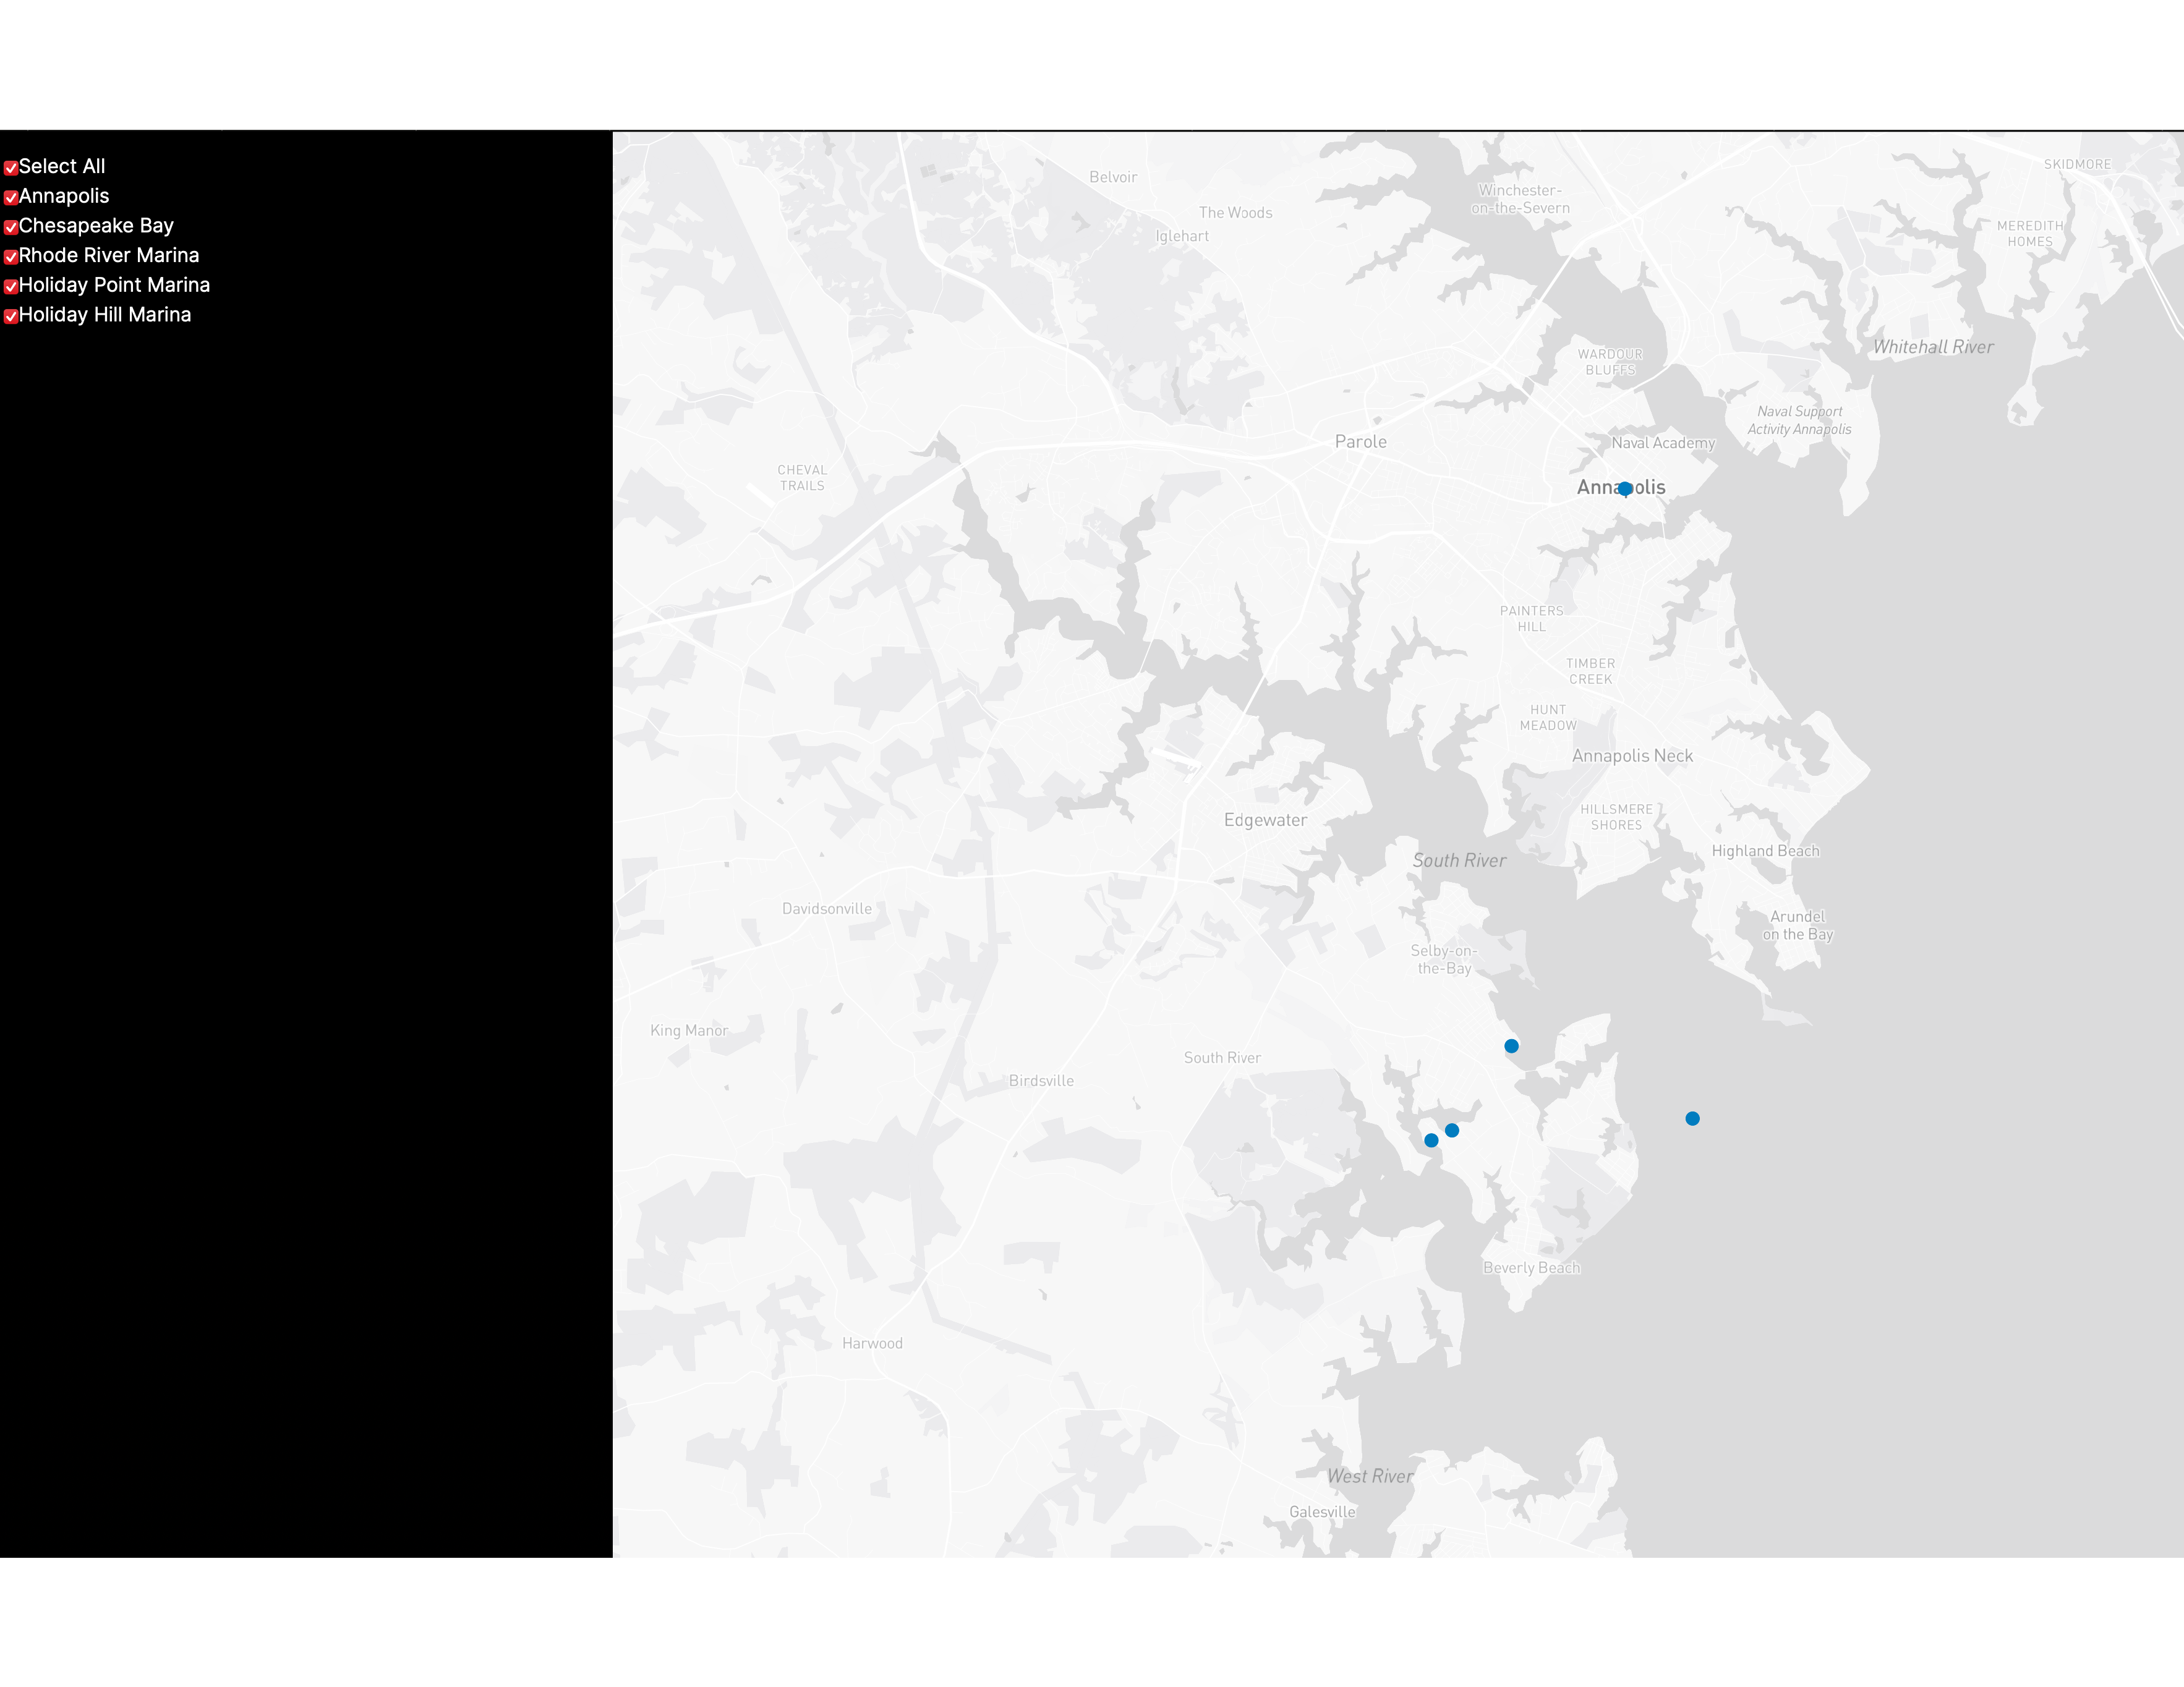 Select All
Annapolis
Chesapeake Bay
Rhode River Marina
Holiday Point Marina
Holiday Hill Marina
Belvoir
The Woods
Iglehart
Winchester-
on-the-Severn
SKIDMORE
MEREDITH
HOMES
Whitehall River
WARDOUR
BLUFFS
Naval Support
Activity Annapolis
Parole
Naval Academy
CHEVAL
TRAILS
Annapolis
PAINTERS
HILL
TIMBER
CREEK
HUNT
MEADOW
Annapolis Neck
Edgewater
HILLSMERE
SHORES
South River
Highland Beach
Davidsonville
Arundel
on the Bay
Selby-on-
the-Bay
King Manor
South River
Birdsville
Beverly Beach
Harwood
West River
Galesville